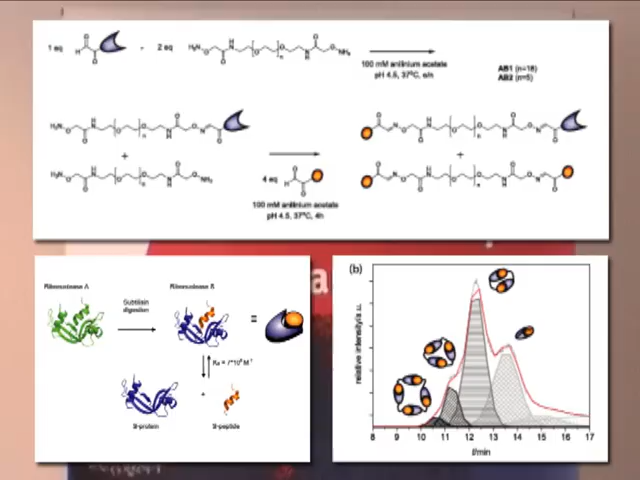 1 eq
2 eq
100 mM anilinium acetate
pH 4.5, 37°C, o/n
AB1 (n=18)
AB2 (n=5)
+
4 eq
100 mM anilinium acetate
pH 4.5, 37°C, 4h
+
Ribonuclease A
Subtilisin
digestion
Ribonuclease S
=
+
S-protein
S-peptide
(b)
relative intensity/a.u.
8 9 10 11 12 13 14 15 16 17
t/min
a